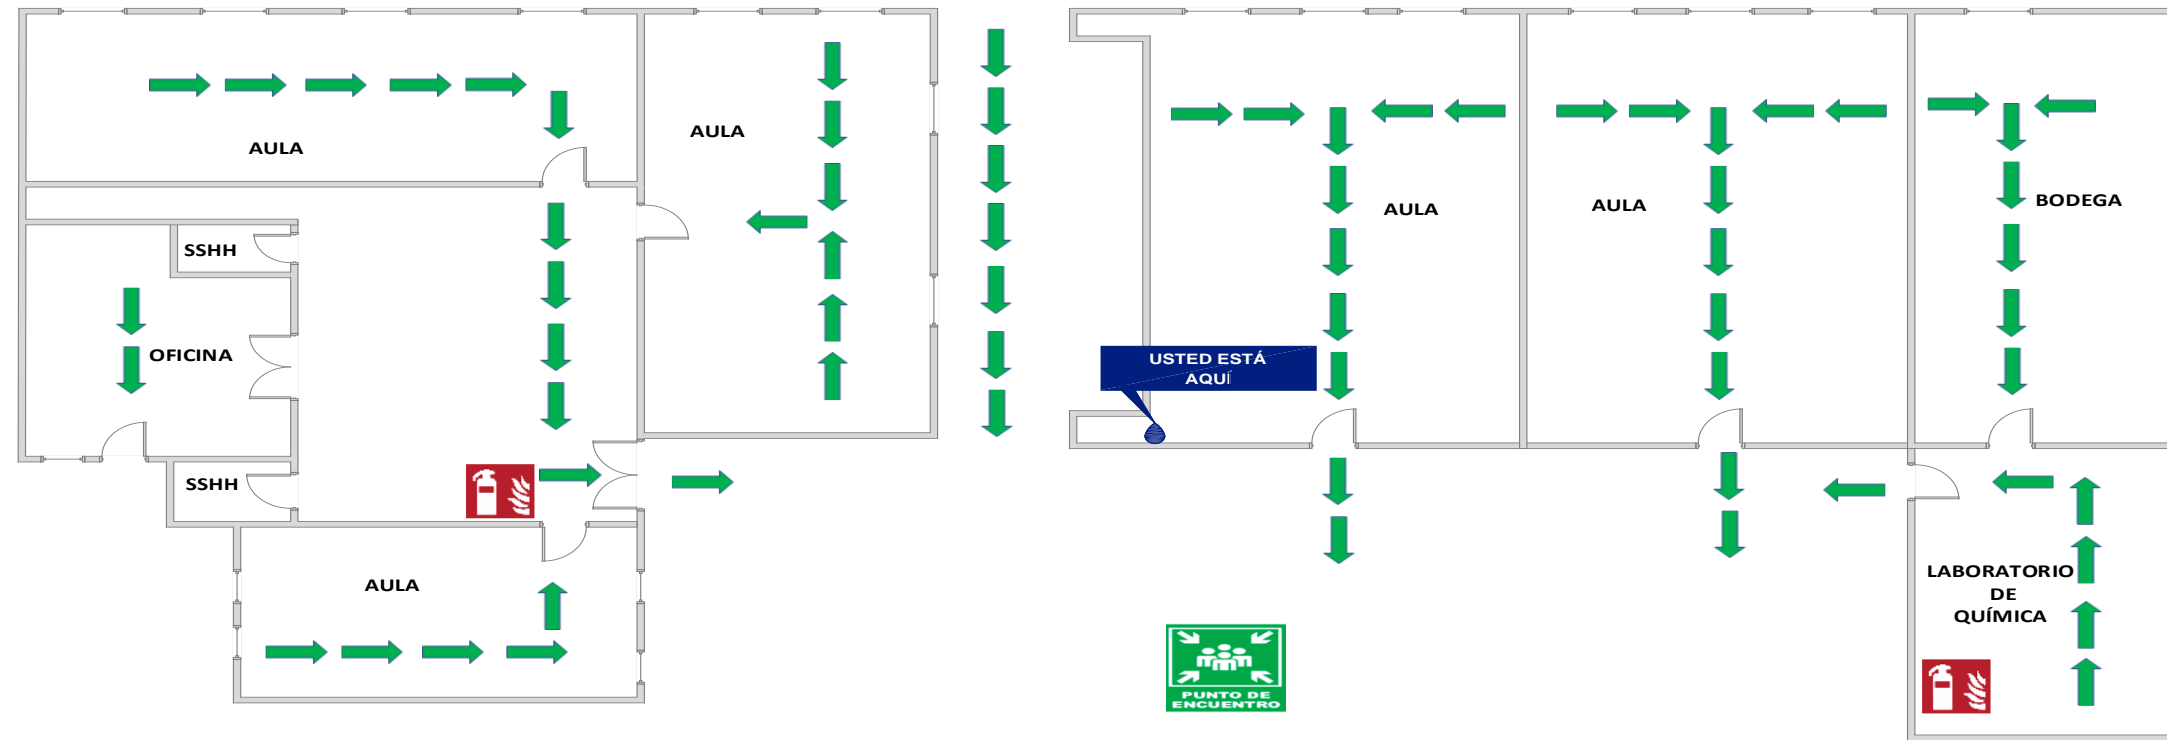 AULA
AULA
SSHH
OFICINA
SSHH
AULA
USTED ESTÁ
AQUÍ
AULA
AULA
BODEGA
LABORATORIO
DE
QUÍMICA
PUNTO DE
ENCUENTRO